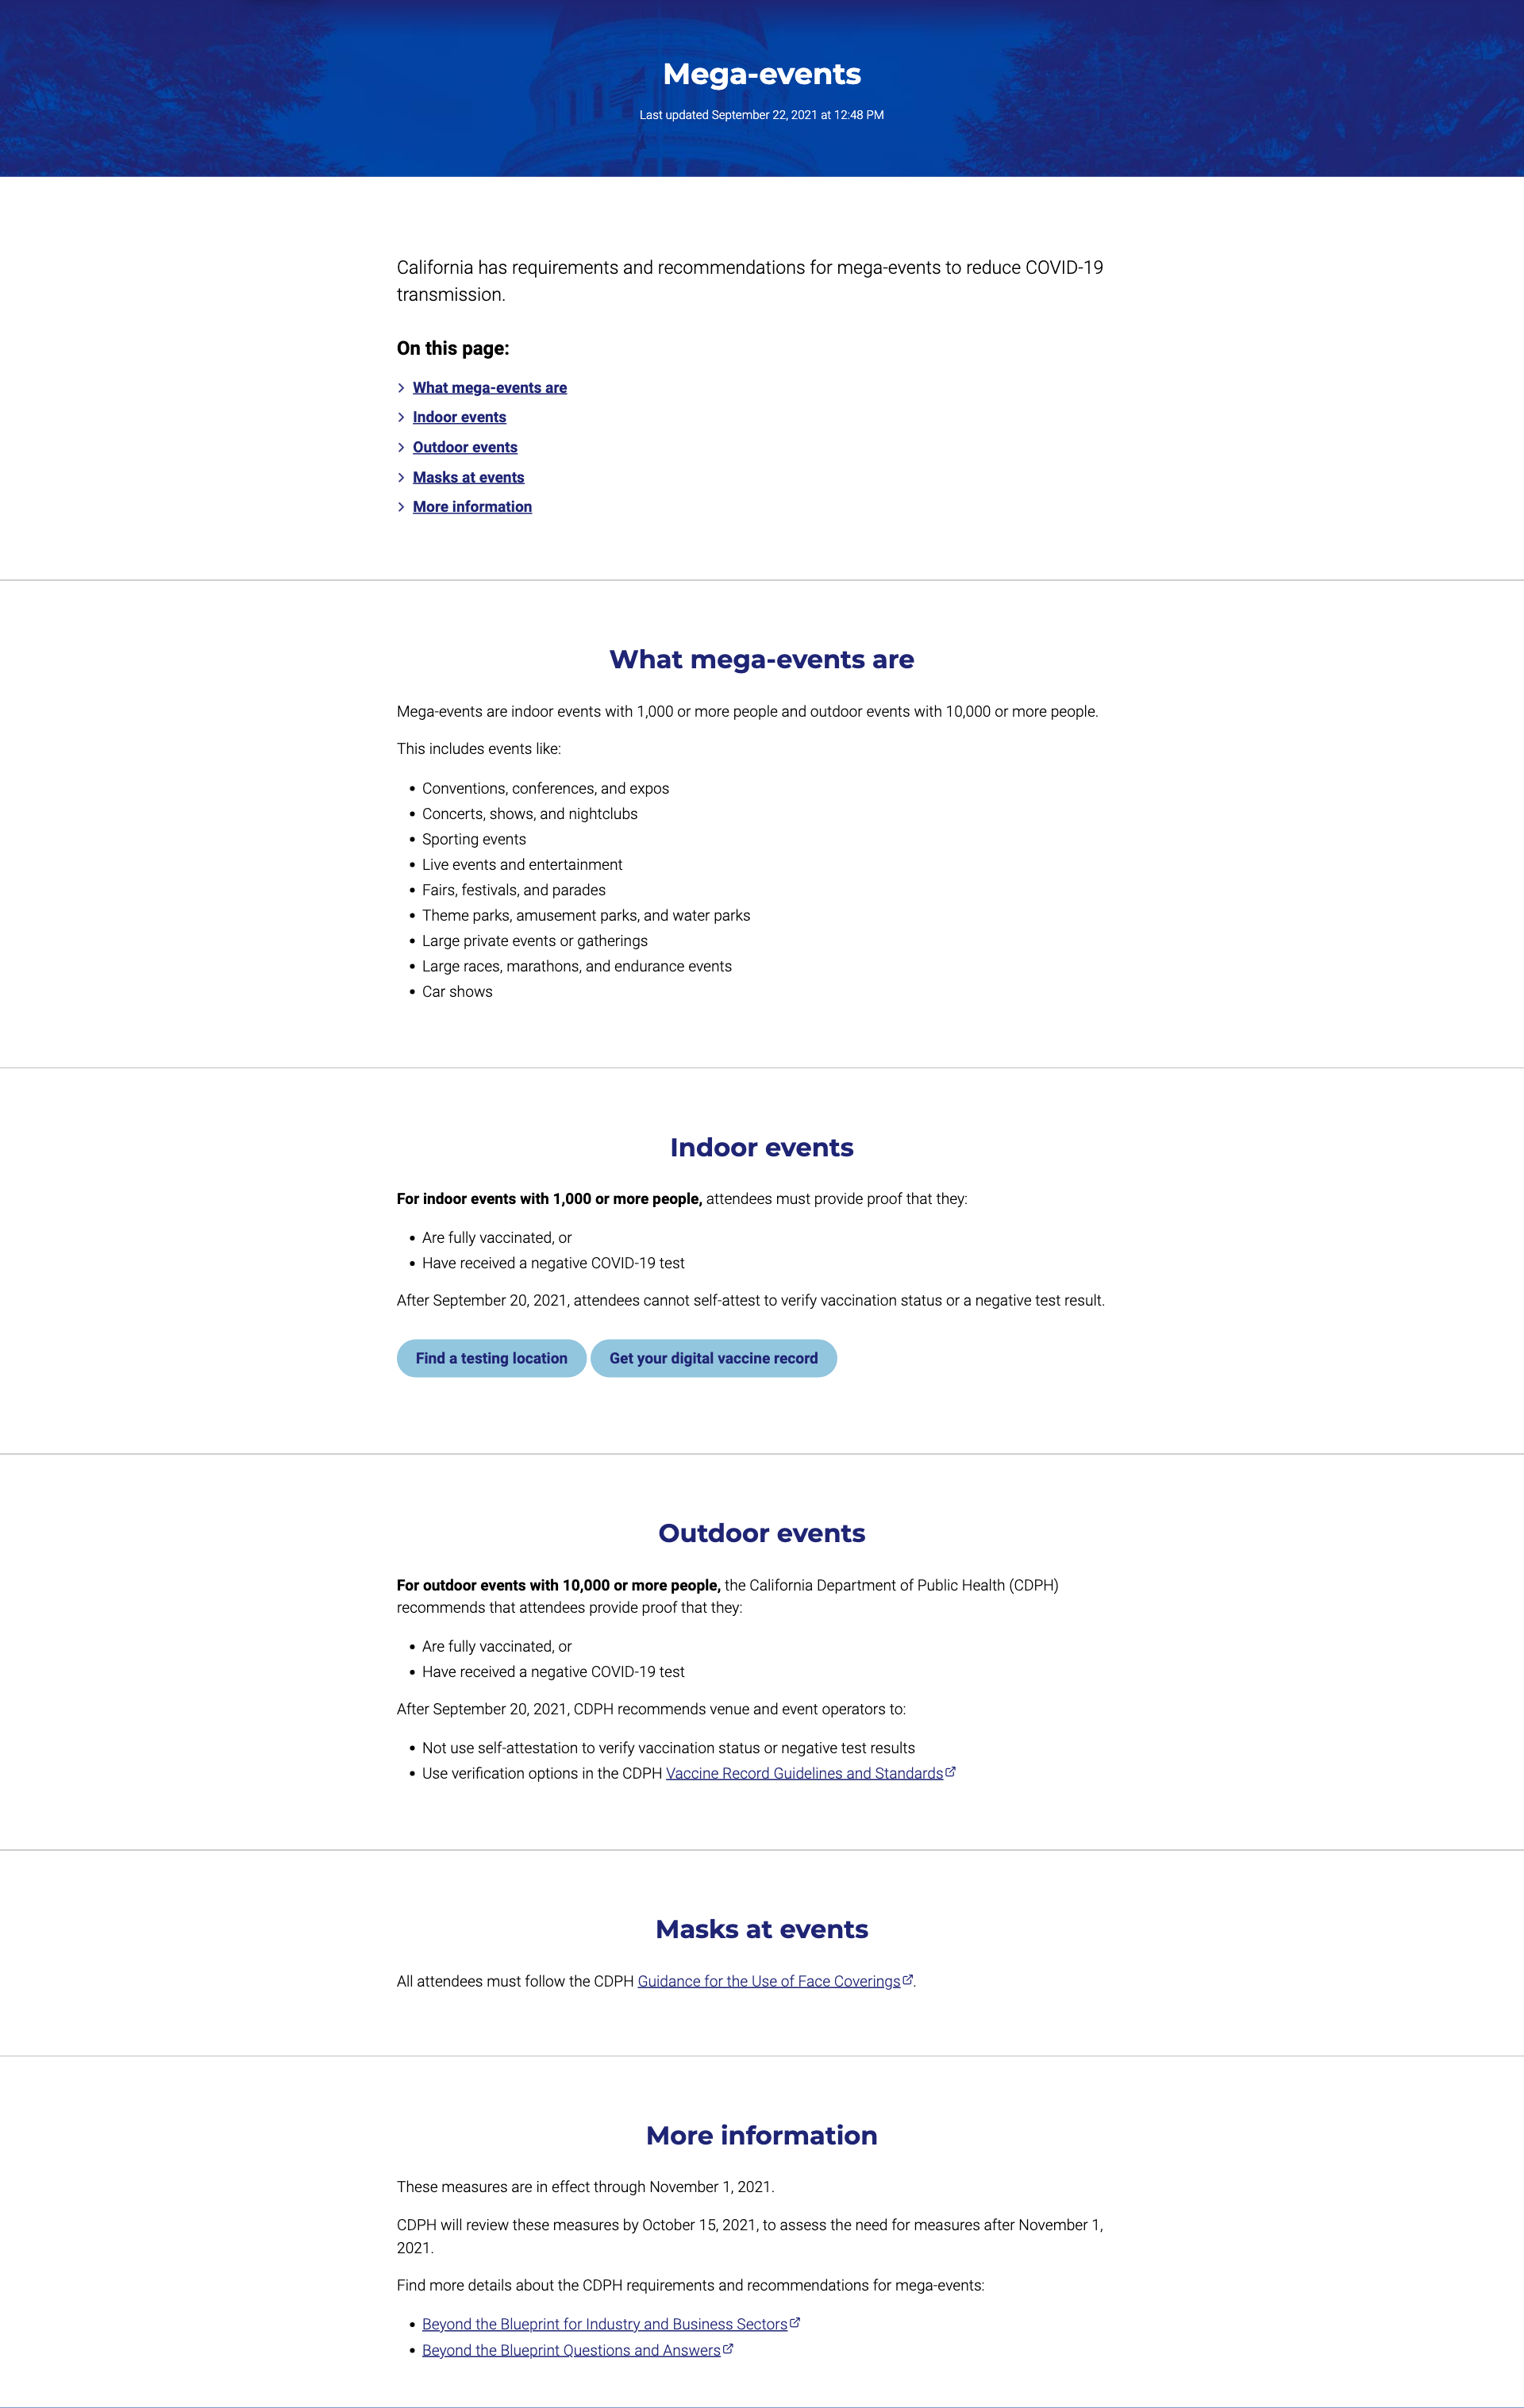 Mega-events
Last updated September 22, 2021 at 12:48 PM
California has requirements and recommendations for mega-events to reduce COVID-19
transmission.
On this page:
What mega-events are
Indoor events
Outdoor events
Masks at events
More information
What mega-events are
Mega-events are indoor events with 1,000 or more people and outdoor events with 10,000 or more people.
This includes events like:
• Conventions, conferences, and expos
• Concerts, shows, and nightclubs
• Sporting events
• Live events and entertainment
• Fairs, festivals, and parades
• Theme parks, amusement parks, and water parks
• Large private events or gatherings
• Large races, marathons, and endurance events
• Car shows
Indoor events
For indoor events with 1,000 or more people, attendees must provide proof that they:
• Are fully vaccinated, or
• Have received a negative COVID-19 test
After September 20, 2021, attendees cannot self-attest to verify vaccination status or a negative test result.
Find a testing location Get your digital vaccine record
Outdoor events
For outdoor events with 10,000 or more people, the California Department of Public Health (CDPH)
recommends that attendees provide proof that they:
• Are fully vaccinated, or
• Have received a negative COVID-19 test
After September 20, 2021, CDPH recommends venue and event operators to:
• Not use self-attestation to verify vaccination status or negative test results
• Use verification options in the CDPH Vaccine Record Guidelines and Standards
Masks at events
All attendees must follow the CDPH Guidance for the Use of Face Coverings.
More information
These measures are in effect through November 1, 2021.
CDPH will review these measures by October 15, 2021, to assess the need for measures after November 1,
2021.
Find more details about the CDPH requirements and recommendations for mega-events:
• Beyond the Blueprint for Industry and Business Sectors
• Beyond the Blueprint Questions and Answers